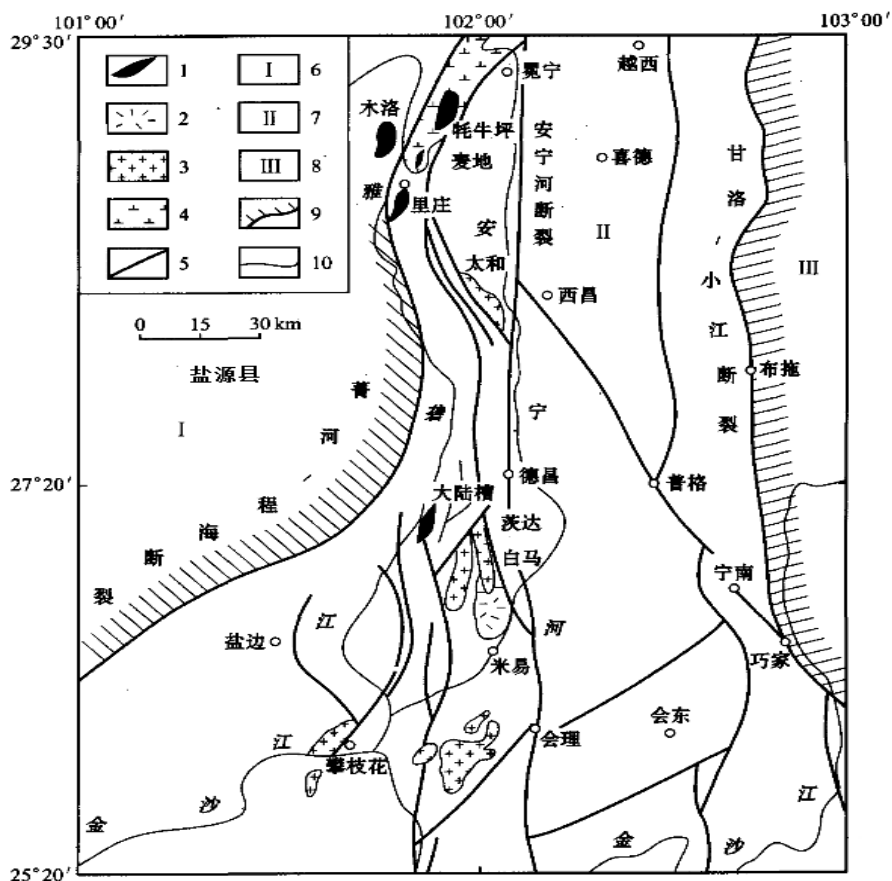 101°00′
102°00′
103°00′
29°30′
27°20′
25°20′
1
2
3
4
5
I 6
II 7
III 8
9
10
0 15 30 km
越西
冕宁
木洛
牦牛坪
麦地
喜德
里庄
太和
西昌
安宁河断裂
甘洛小江断裂
II
III
I
盐源县
雅砻江
安宁河
布拖
箐河程海断裂
德昌
普格
大陆槽
茨达
白马
宁南
盐边
米易
巧家
会理
会东
攀枝花
金沙江
金沙江